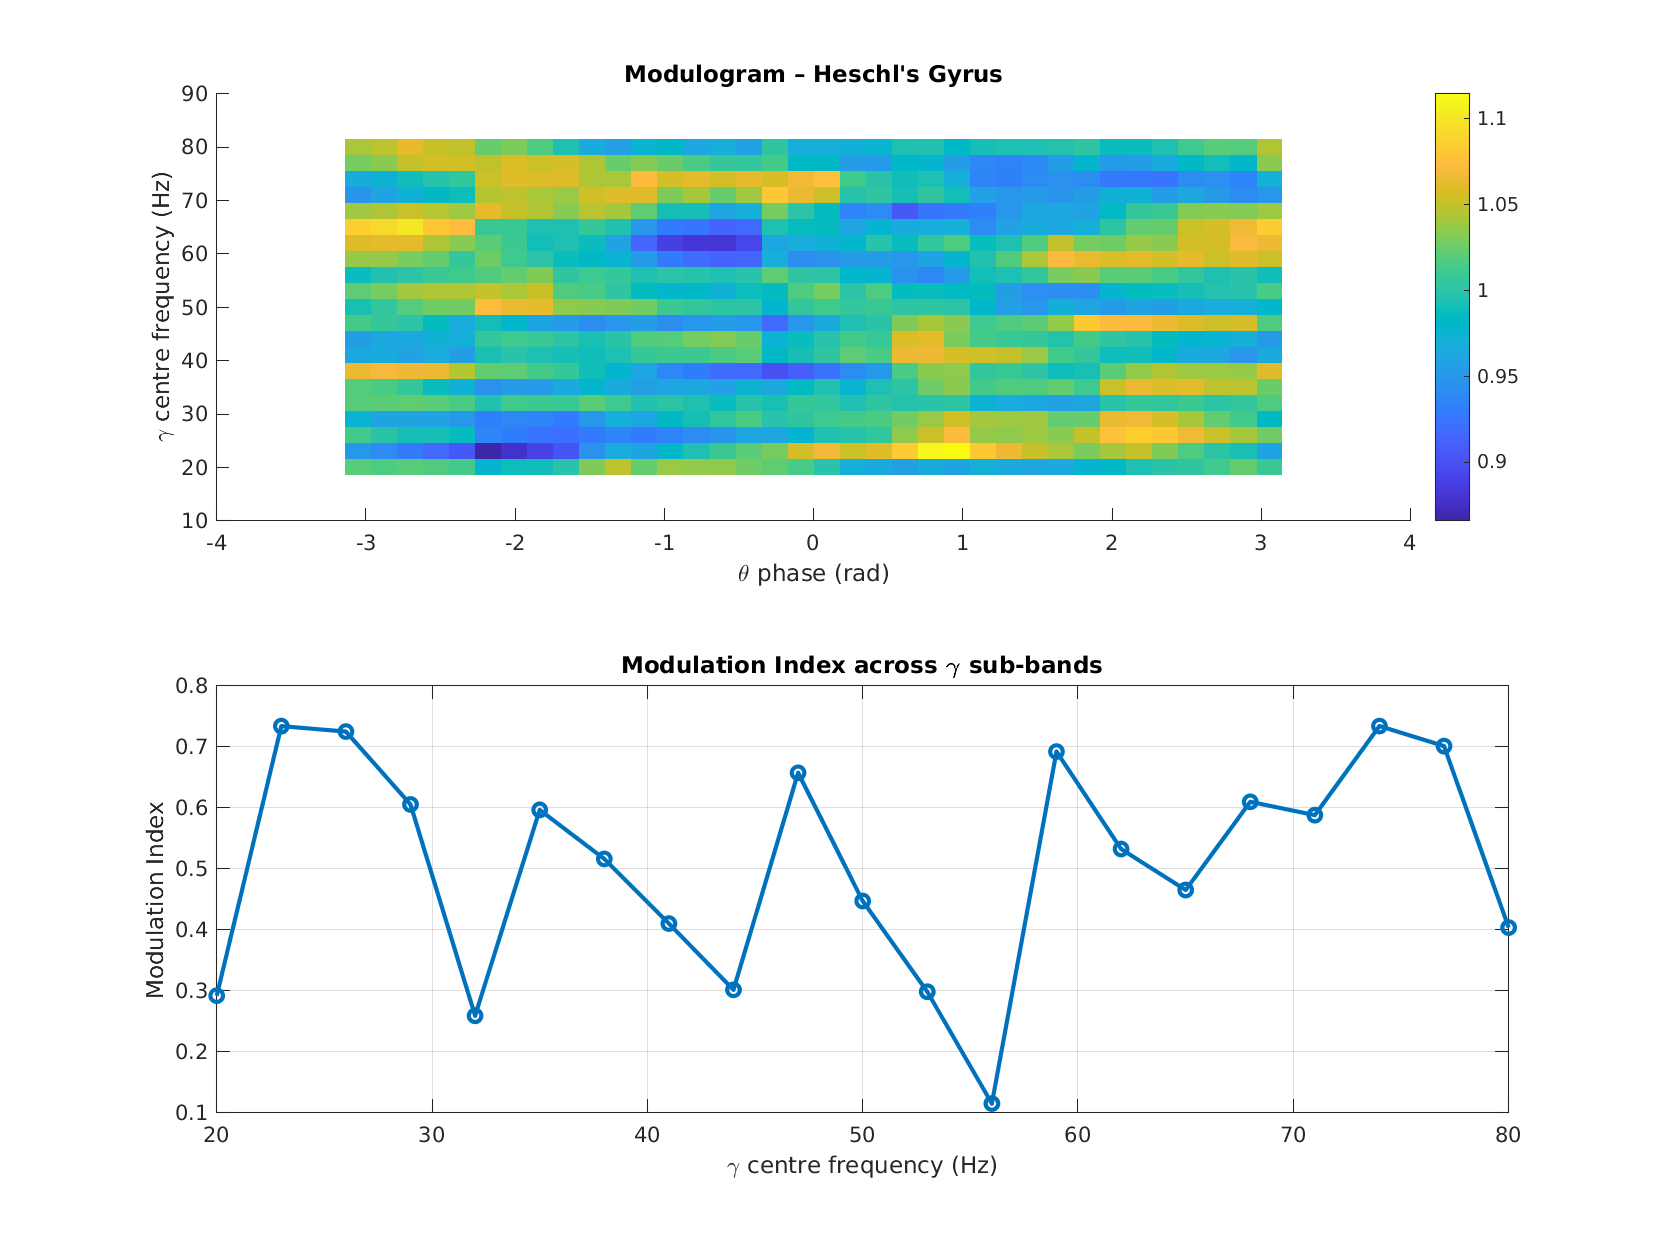 Modulogram – Heschl's Gyrus
90
80
70
60
50
40
30
20
10
γ centre frequency (Hz)
-4 -3 -2 -1 0 1 2 3 4
θ phase (rad)
1.1
1.05
1
0.95
0.9
Modulation Index across γ sub-bands
0.8
0.7
0.6
0.5
0.4
0.3
0.2
0.1
Modulation Index
20 30 40 50 60 70 80
γ centre frequency (Hz)